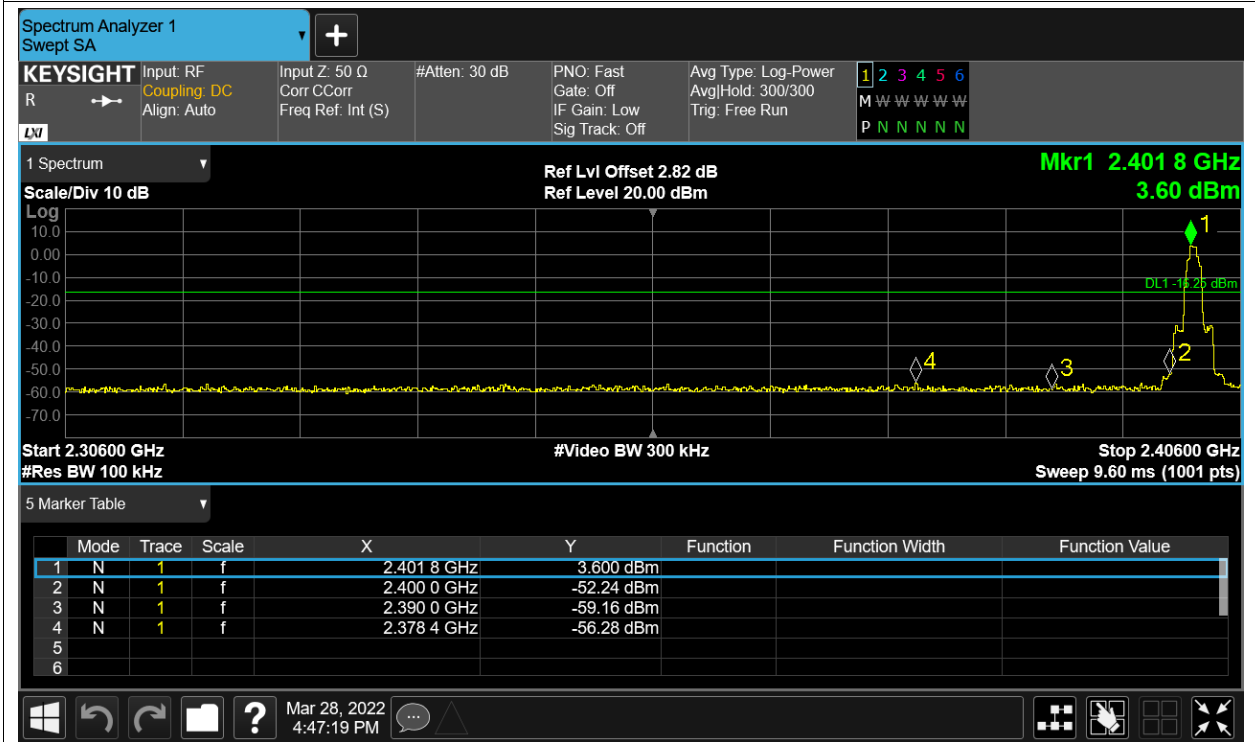 Spectrum Analyzer 1
Swept SA
+
KEYSIGHT Input: RF Input Z: 50 Ω #Atten: 30 dB PNO: Fast Avg Type: Log-Power 1 2 3 4 5 6
R Coupling: DC Corr CCorr Gate: Off Avg|Hold: 300/300 M W W W W W
Align: Auto Freq Ref: Int (S) IF Gain: Low Trig: Free Run
LXI Sig Track: Off P N N N N N
1 Spectrum Ref Lvl Offset 2.82 dB Mkr1 2.401 8 GHz
Scale/Div 10 dB Ref Level 20.00 dBm 3.60 dBm
Log
1
10.0
0.00
-10.0
DL1 -16.25 dBm
-20.0
-30.0
-40.0
4 3 2
-50.0
-60.0
-70.0
Start 2.30600 GHz #Video BW 300 kHz Stop 2.40600 GHz
#Res BW 100 kHz Sweep 9.60 ms (1001 pts)
5 Marker Table
Mode Trace Scale X Y Function Function Width Function Value
1 N 1 f 2.401 8 GHz 3.600 dBm
2 N 1 f 2.400 0 GHz -52.24 dBm
3 N 1 f 2.390 0 GHz -59.16 dBm
4 N 1 f 2.378 4 GHz -56.28 dBm
5
6
? Mar 28, 2022
4:47:19 PM